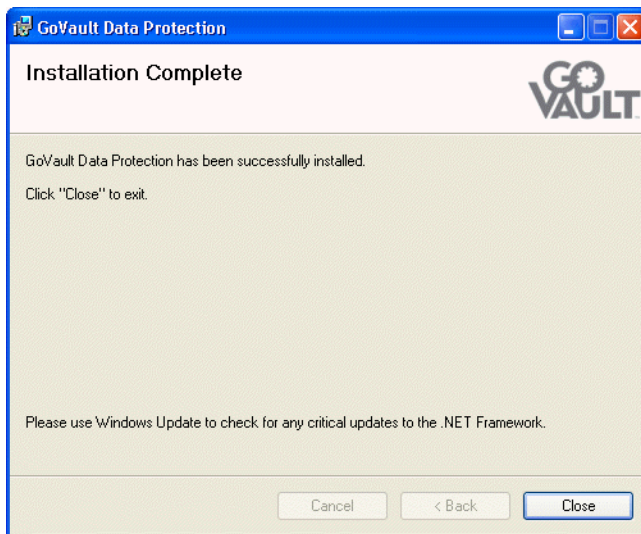 GoVault Data Protection
Installation Complete
GO
VAULT
GoVault Data Protection has been successfully installed.
Click "Close" to exit.
Please use Windows Update to check for any critical updates to the .NET Framework.
Cancel
< Back
Close